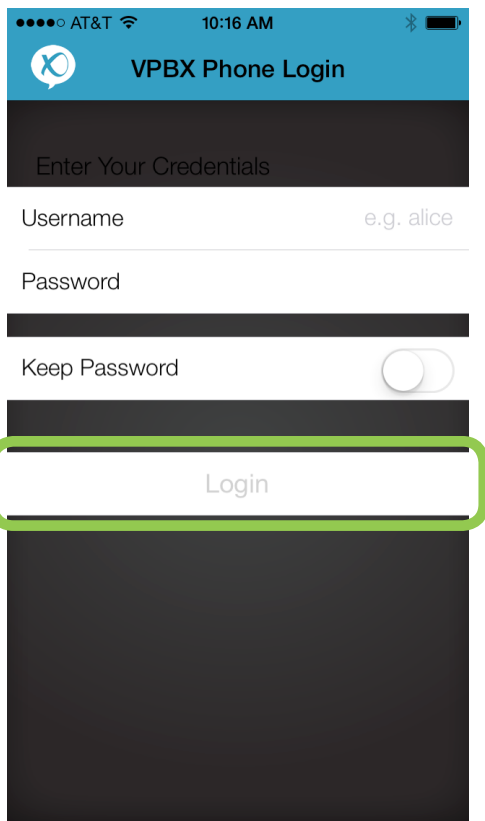 AT&T 10:16 AM
VPBX Phone Login
Enter Your Credentials
Username e.g. alice
Password
Keep Password
Login